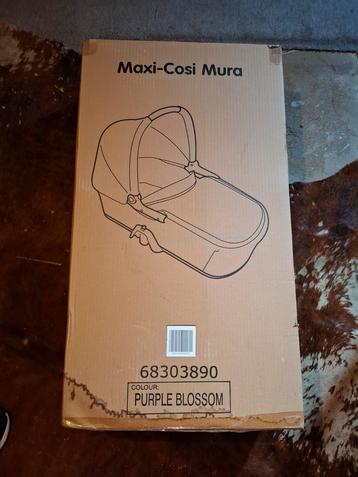 Maxi-Cosi Mura
68303890
COLOUR:
PURPLE BLOSSOM